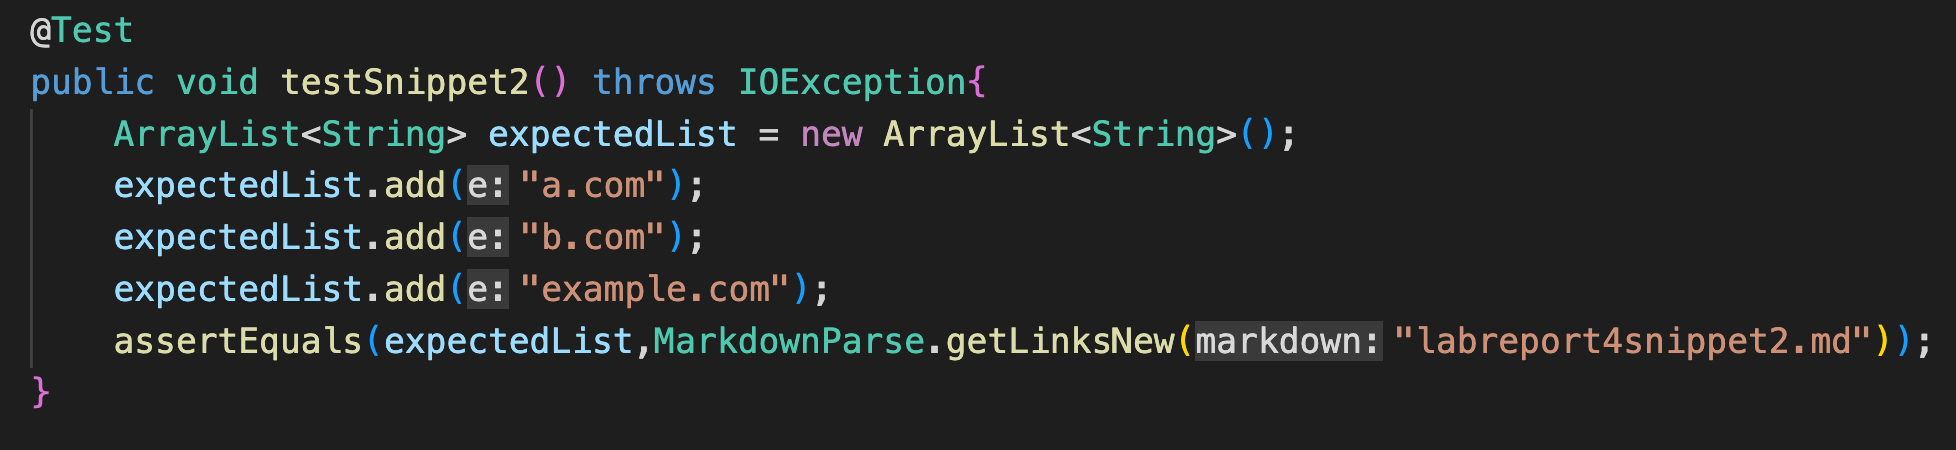 @Test
public void testSnippet2() throws IOException{
    ArrayList<String> expectedList = new ArrayList<String>();
    expectedList.add(e: "a.com");
    expectedList.add(e: "b.com");
    expectedList.add(e: "example.com");
    assertEquals(expectedList,MarkdownParse.getLinksNew(markdown: "labreport4snippet2.md"));
}